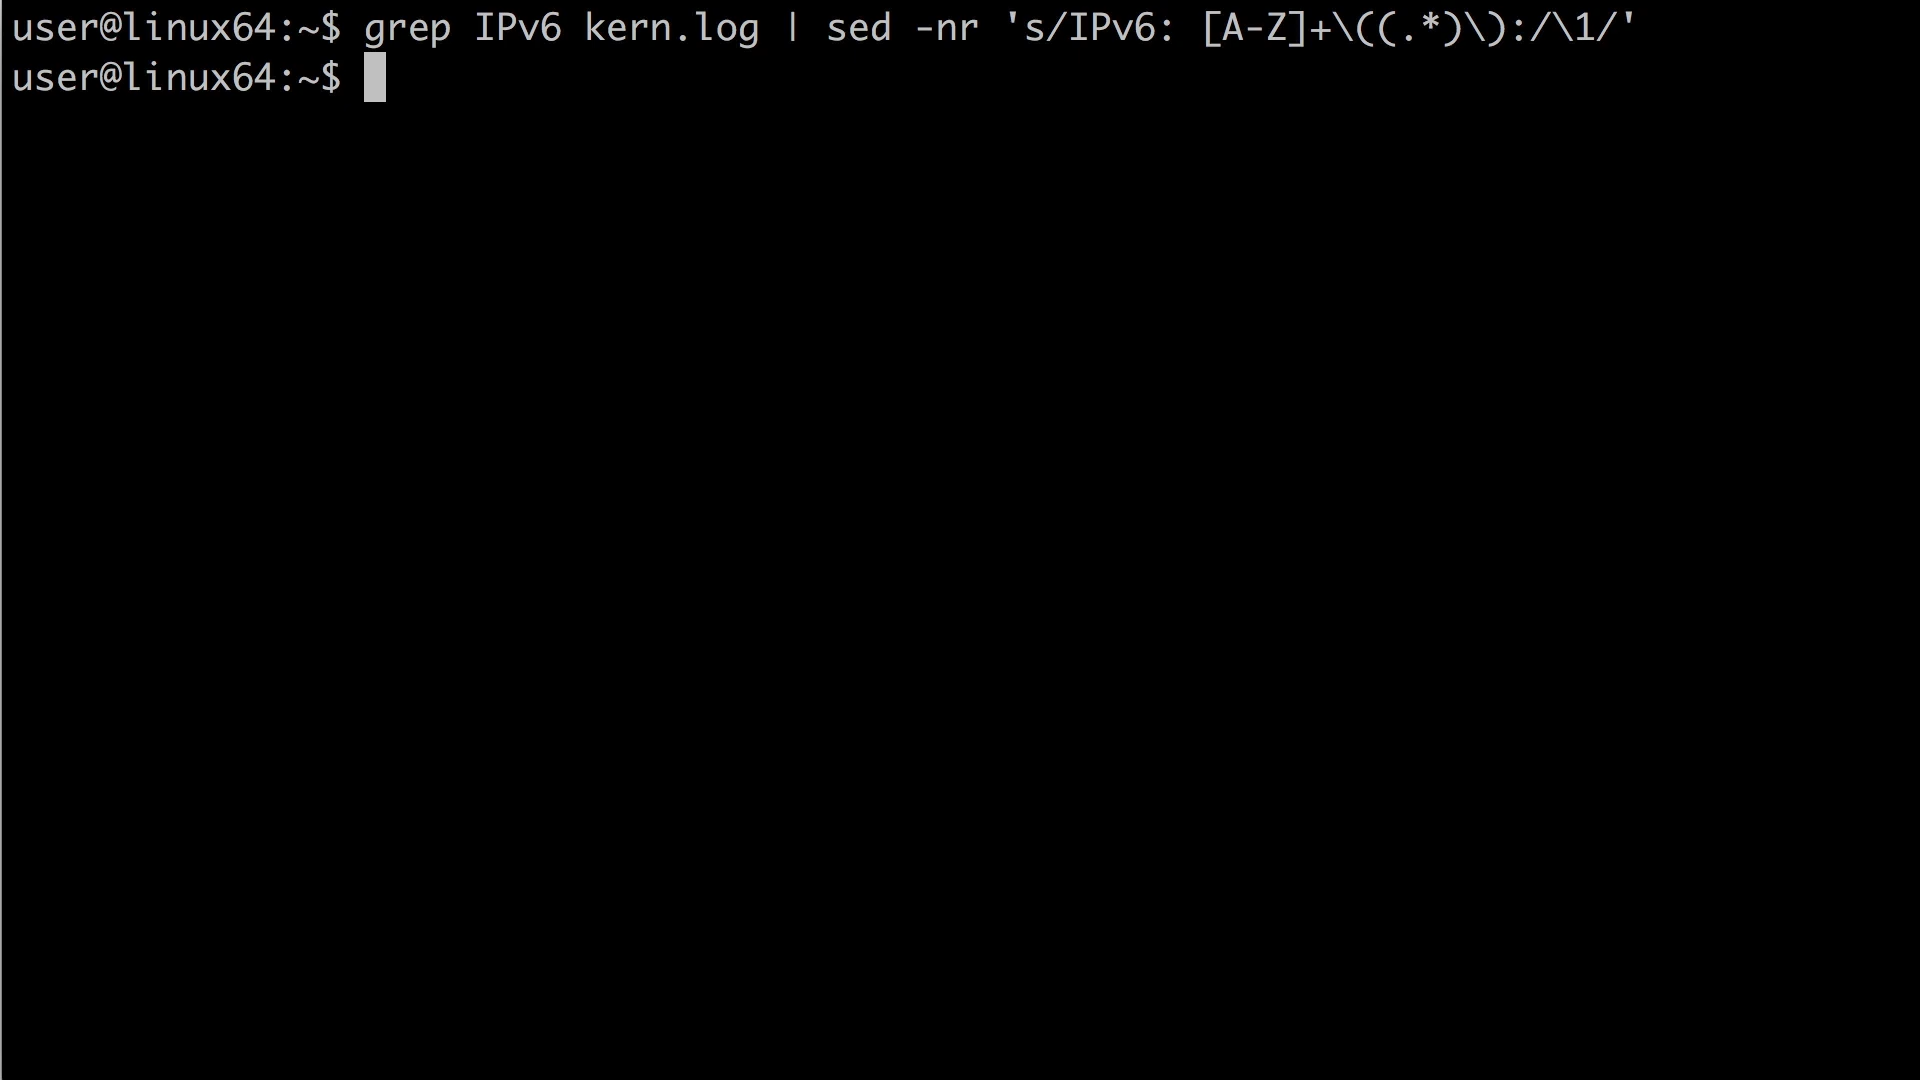 user@linux64:~$ grep IPv6 kern.log | sed -nr 's/IPv6: [A-Z]+\((.*)\):/\1/'
user@linux64:~$